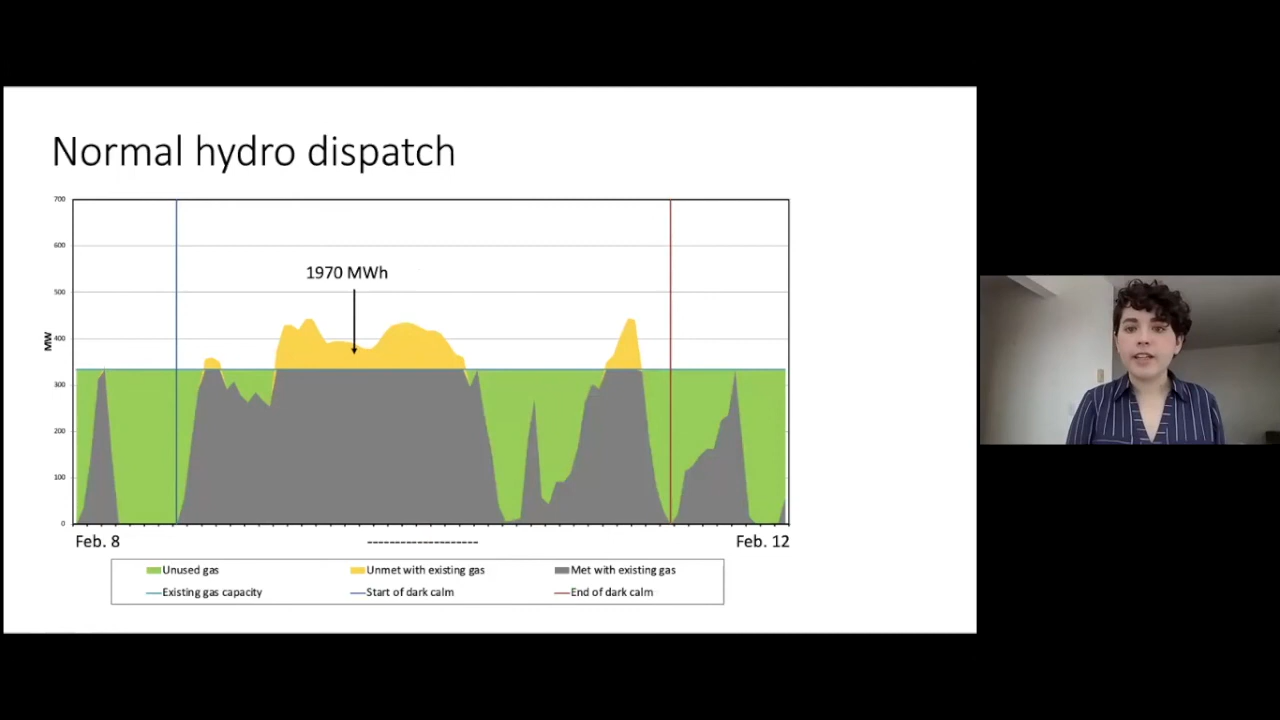 Normal hydro dispatch
700
600
500
400
300
200
100
0
MW
1970 MWh
Feb. 8
--------------------
Feb. 12
Unused gas
Unmet with existing gas
Met with existing gas
Existing gas capacity
Start of dark calm
End of dark calm